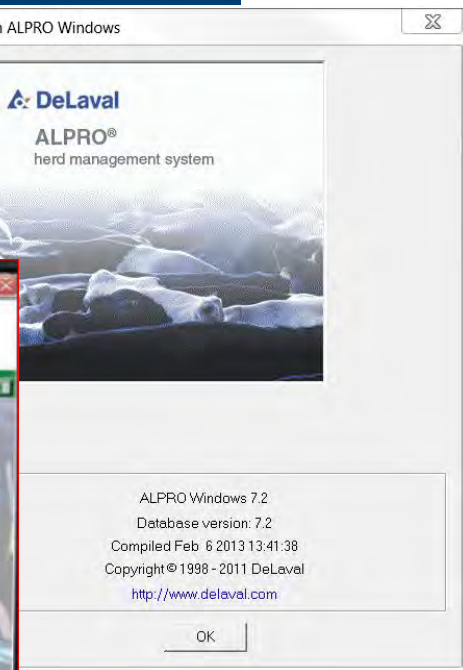 ALPRO Windows
DeLaval
ALPRO®
herd management system
ALPRO Windows 7.2
Database version: 7.2
Compiled Feb 6 2013 13:41:38
Copyright © 1998 - 2011 DeLaval
http://www.delaval.com
OK